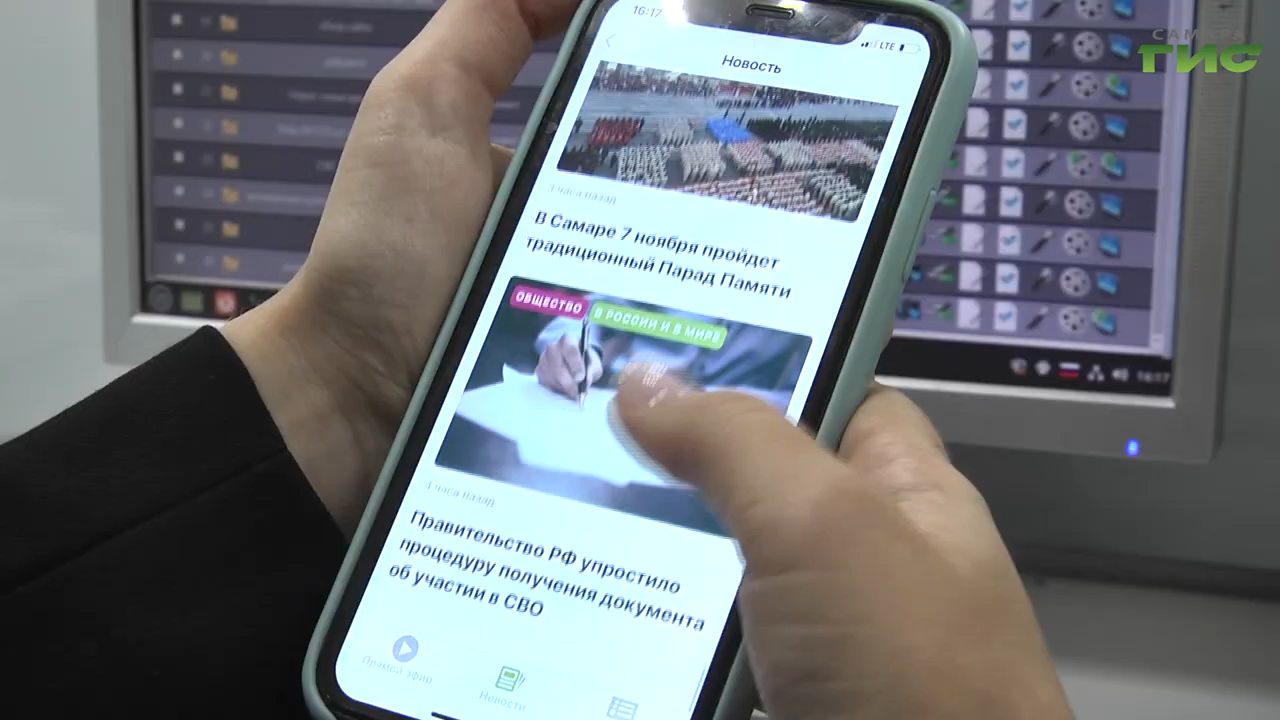 16:17
LTE
САМАРА
ГИС
Новость
3 часа назад
В Самаре 7 ноября пройдет
традиционный Парад Памяти
ОБЩЕСТВО
В РОССИИ И В МИРЕ
4 часа назад
Правительство РФ упростило
процедуру получения документа
об участии в СВО
Прямой эфир
Новости
16:17